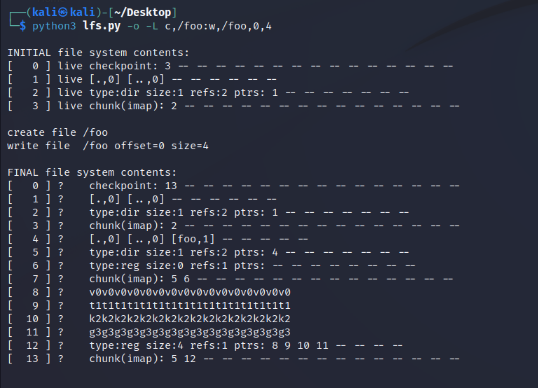 ┌──(kali㉿kali)-[~/Desktop]
└─$ python3 lfs.py -o -L c,/foo:w,/foo,0,4
INITIAL file system contents:
[   0 ] live checkpoint: 3 -- -- -- -- -- -- -- -- -- -- -- -- -- -- --
[   1 ] live [.,0] [..,0] -- -- -- -- -- --
[   2 ] live type:dir size:1 refs:2 ptrs: 1 -- -- -- -- -- -- --
[   3 ] live chunk(imap): 2 -- -- -- -- -- -- -- -- -- -- -- -- -- -- --
create file /foo
write file  /foo offset=0 size=4
FINAL file system contents:
[   0 ] ?    checkpoint: 13 -- -- -- -- -- -- -- -- -- -- -- -- -- -- --
[   1 ] ?    [.,0] [..,0] -- -- -- -- -- --
[   2 ] ?    type:dir size:1 refs:2 ptrs: 1 -- -- -- -- -- -- --
[   3 ] ?    chunk(imap): 2 -- -- -- -- -- -- -- -- -- -- -- -- -- -- --
[   4 ] ?    [.,0] [..,0] [foo,1] -- -- -- -- --
[   5 ] ?    type:dir size:1 refs:2 ptrs: 4 -- -- -- -- -- -- --
[   6 ] ?    type:reg size:0 refs:1 ptrs: -- -- -- -- -- -- -- --
[   7 ] ?    chunk(imap): 5 6 -- -- -- -- -- -- -- -- -- -- -- -- -- --
[   8 ] ?    v0v0v0v0v0v0v0v0v0v0v0v0v0v0v0v0
[   9 ] ?    t1t1t1t1t1t1t1t1t1t1t1t1t1t1t1t1
[  10 ] ?    k2k2k2k2k2k2k2k2k2k2k2k2k2k2k2k2
[  11 ] ?    g3g3g3g3g3g3g3g3g3g3g3g3g3g3g3g3
[  12 ] ?    type:reg size:4 refs:1 ptrs: 8 9 10 11 -- -- -- --
[  13 ] ?    chunk(imap): 5 12 -- -- -- -- -- -- -- -- -- -- -- -- -- --